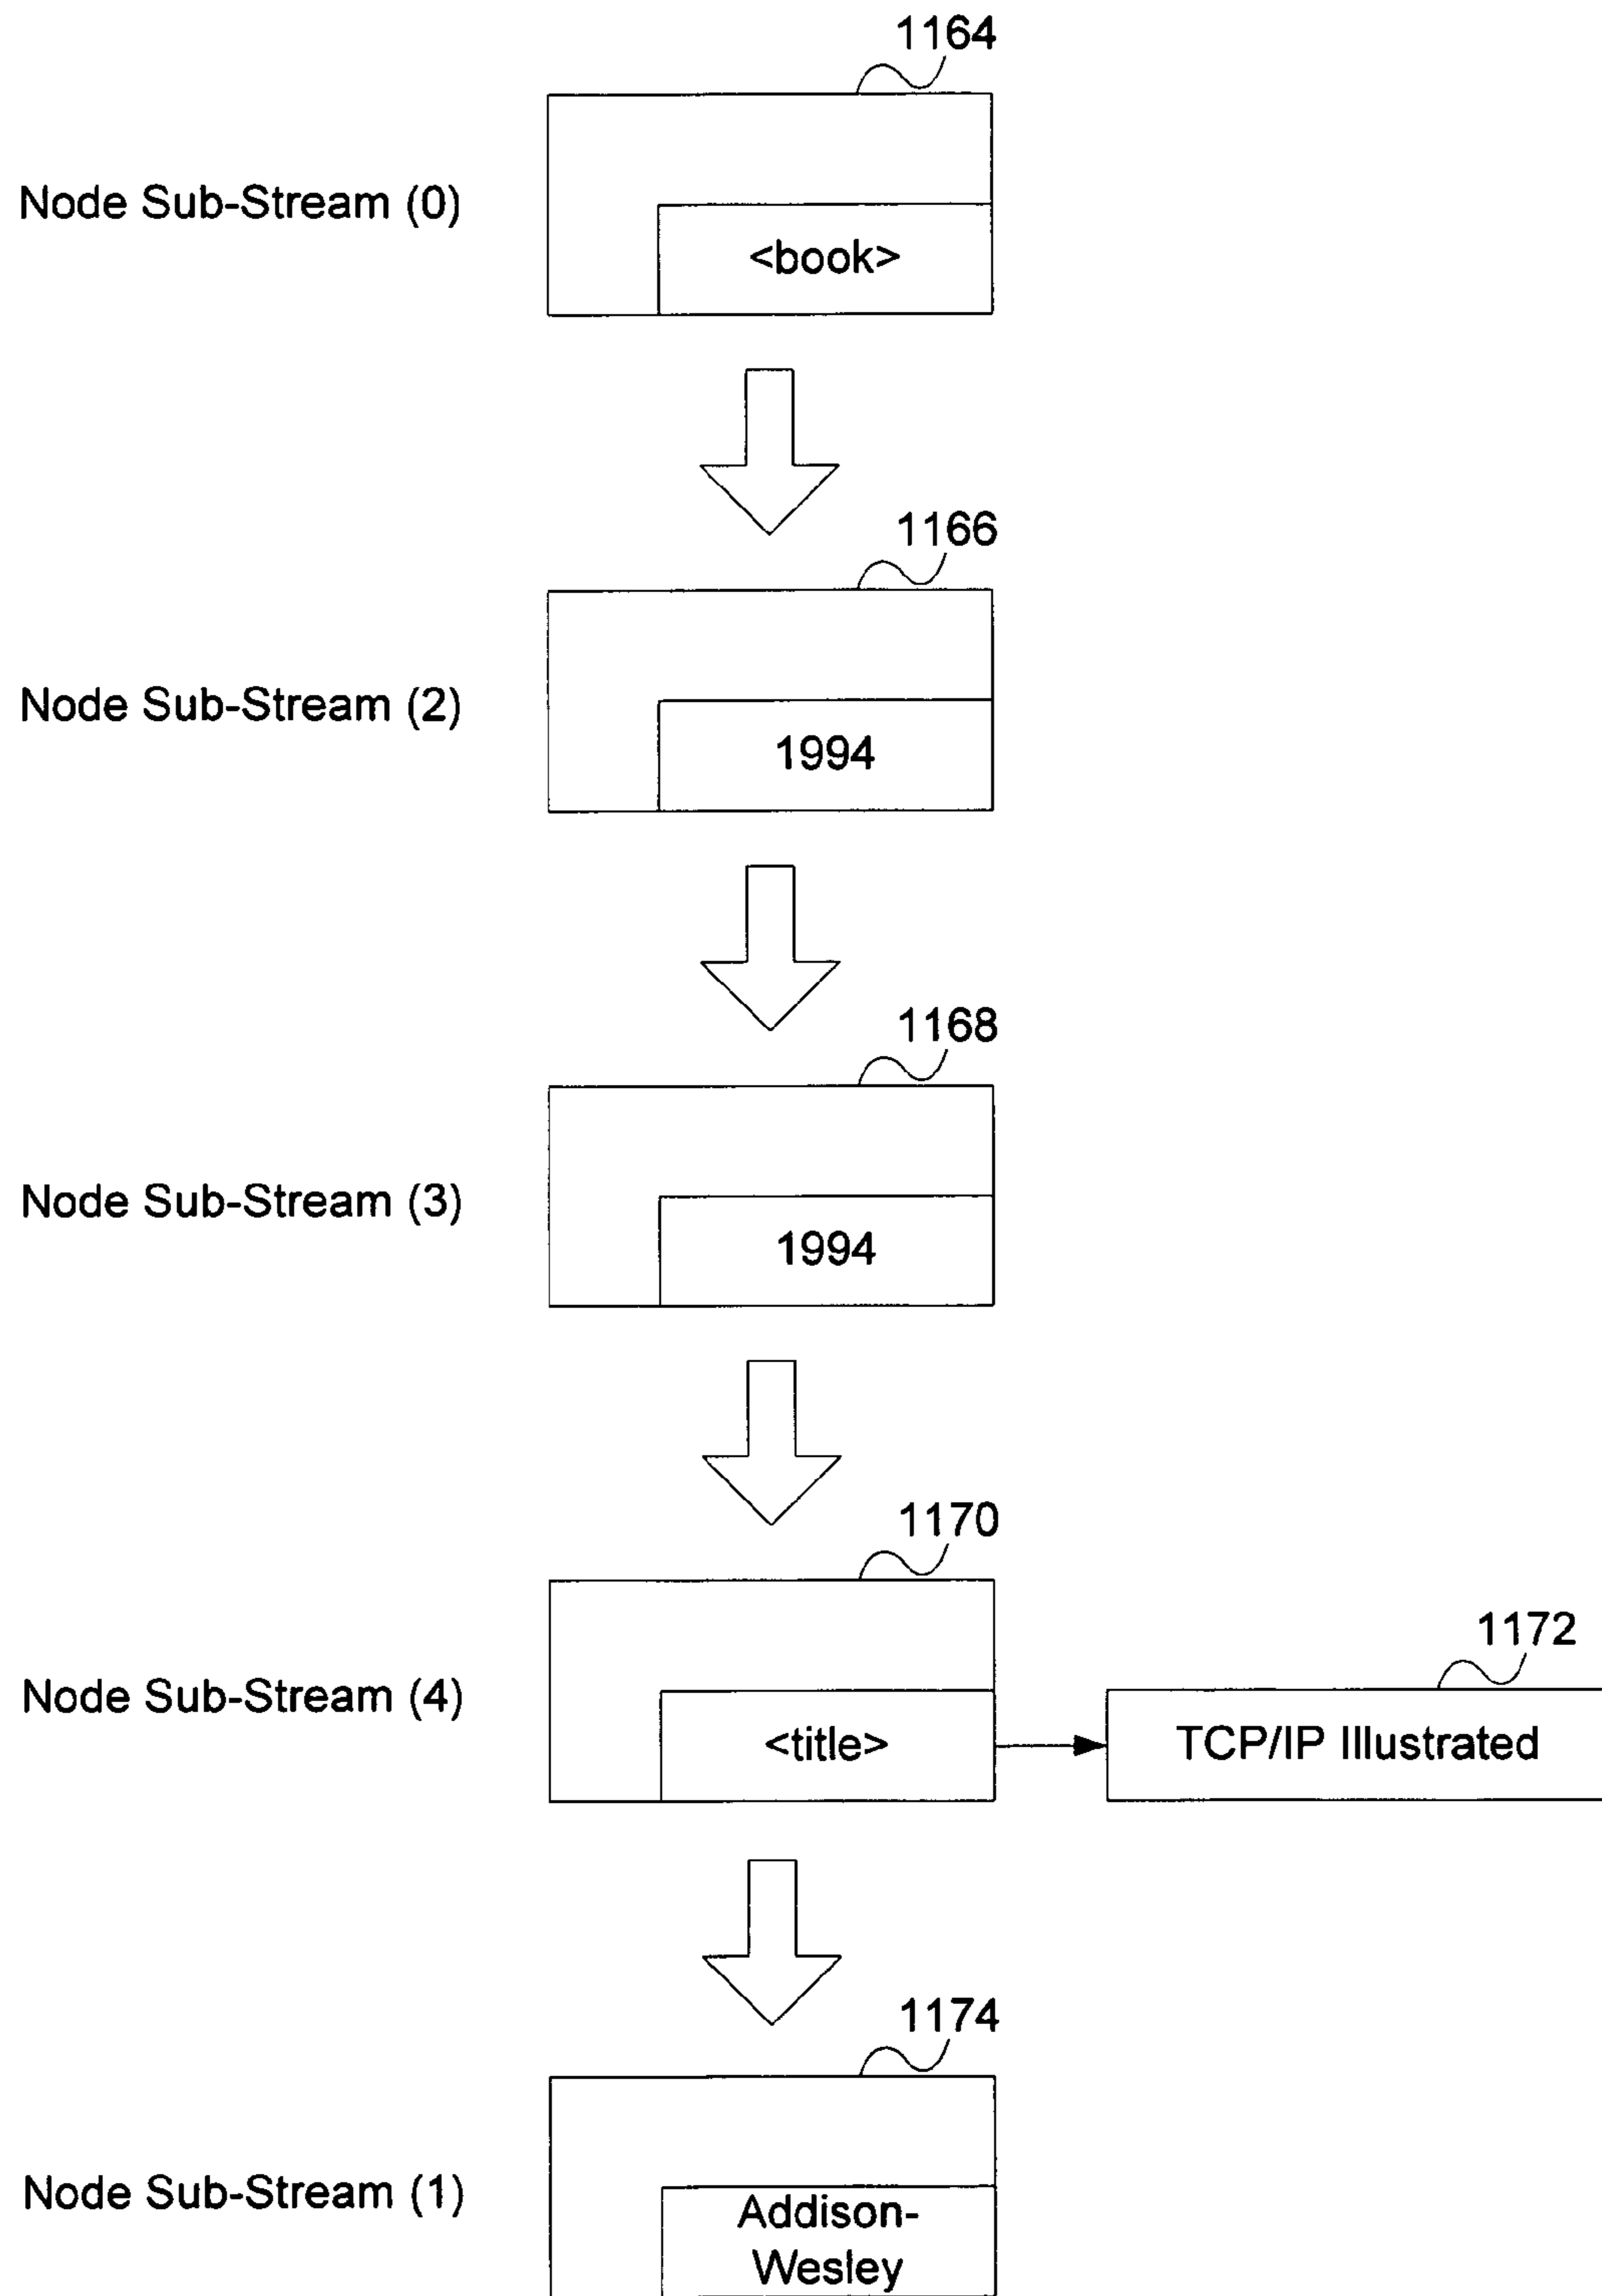 1164
Node Sub-Stream (0)
<book>
1166
Node Sub-Stream (2)
1994
1168
Node Sub-Stream (3)
1994
1170
1172
Node Sub-Stream (4)
<title>
TCP/IP Illustrated
1174
Node Sub-Stream (1)
Addison-
Wesley